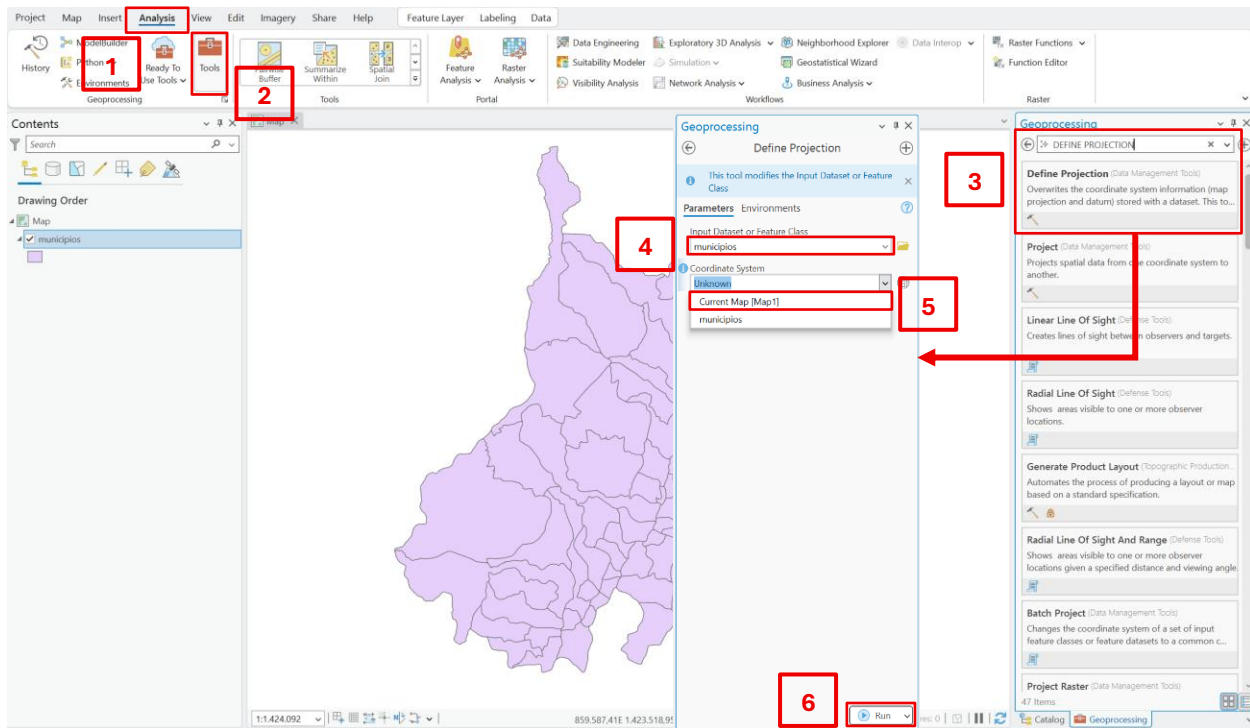 Project Map Insert Analysis View Edit Imagery Share Help Feature Layer Labeling Data
History
ModelBuilder
Python
Environments
Ready To
Use Tools
Tools
Geoprocessing
1
2
Pairwise
Buffer
Summarize
Within
Spatial
Join
Tools
Feature
Analysis
Raster
Analysis
Portal
Data Engineering Exploratory 3D Analysis Neighborhood Explorer Data Interop
Suitability Modeler Simulation Geostatistical Wizard
Visibility Analysis Network Analysis Business Analysis
Workflows
Raster Functions
Function Editor
Raster
Contents
Search
Drawing Order
Map
municipios
Map
Geoprocessing
Define Projection
This tool modifies the Input Dataset or Feature
Class
Parameters Environments
4
Input Dataset or Feature Class
municipios
Coordinate System
Unknown
Current Map [Map1]
municipios
5
6
Run
1:1.424.092
859.587,41E 1.423.518,9
3
Geoprocessing
DEFINE PROJECTION
Define Projection (Data Management Tools)
Overwrites the coordinate system information (map
projection and datum) stored with a dataset. This to...
Project (Data Management Tools)
Projects spatial data from one coordinate system to
another.
Linear Line Of Sight (Defense Tools)
Creates lines of sight between observers and targets.
Radial Line Of Sight (Defense Tools)
Shows areas visible to one or more observer
locations.
Generate Product Layout (Topographic Production...
Automates the process of producing a layout or map
based on a standard specification.
Radial Line Of Sight And Range (Defense Tools)
Shows areas visible to one or more observer
locations given a specified distance and viewing angle.
Batch Project (Data Management Tools)
Changes the coordinate system of a set of input
feature classes or feature datasets to a common c...
Project Raster (Data Management Tools)
47 Items
Catalog Geoprocessing